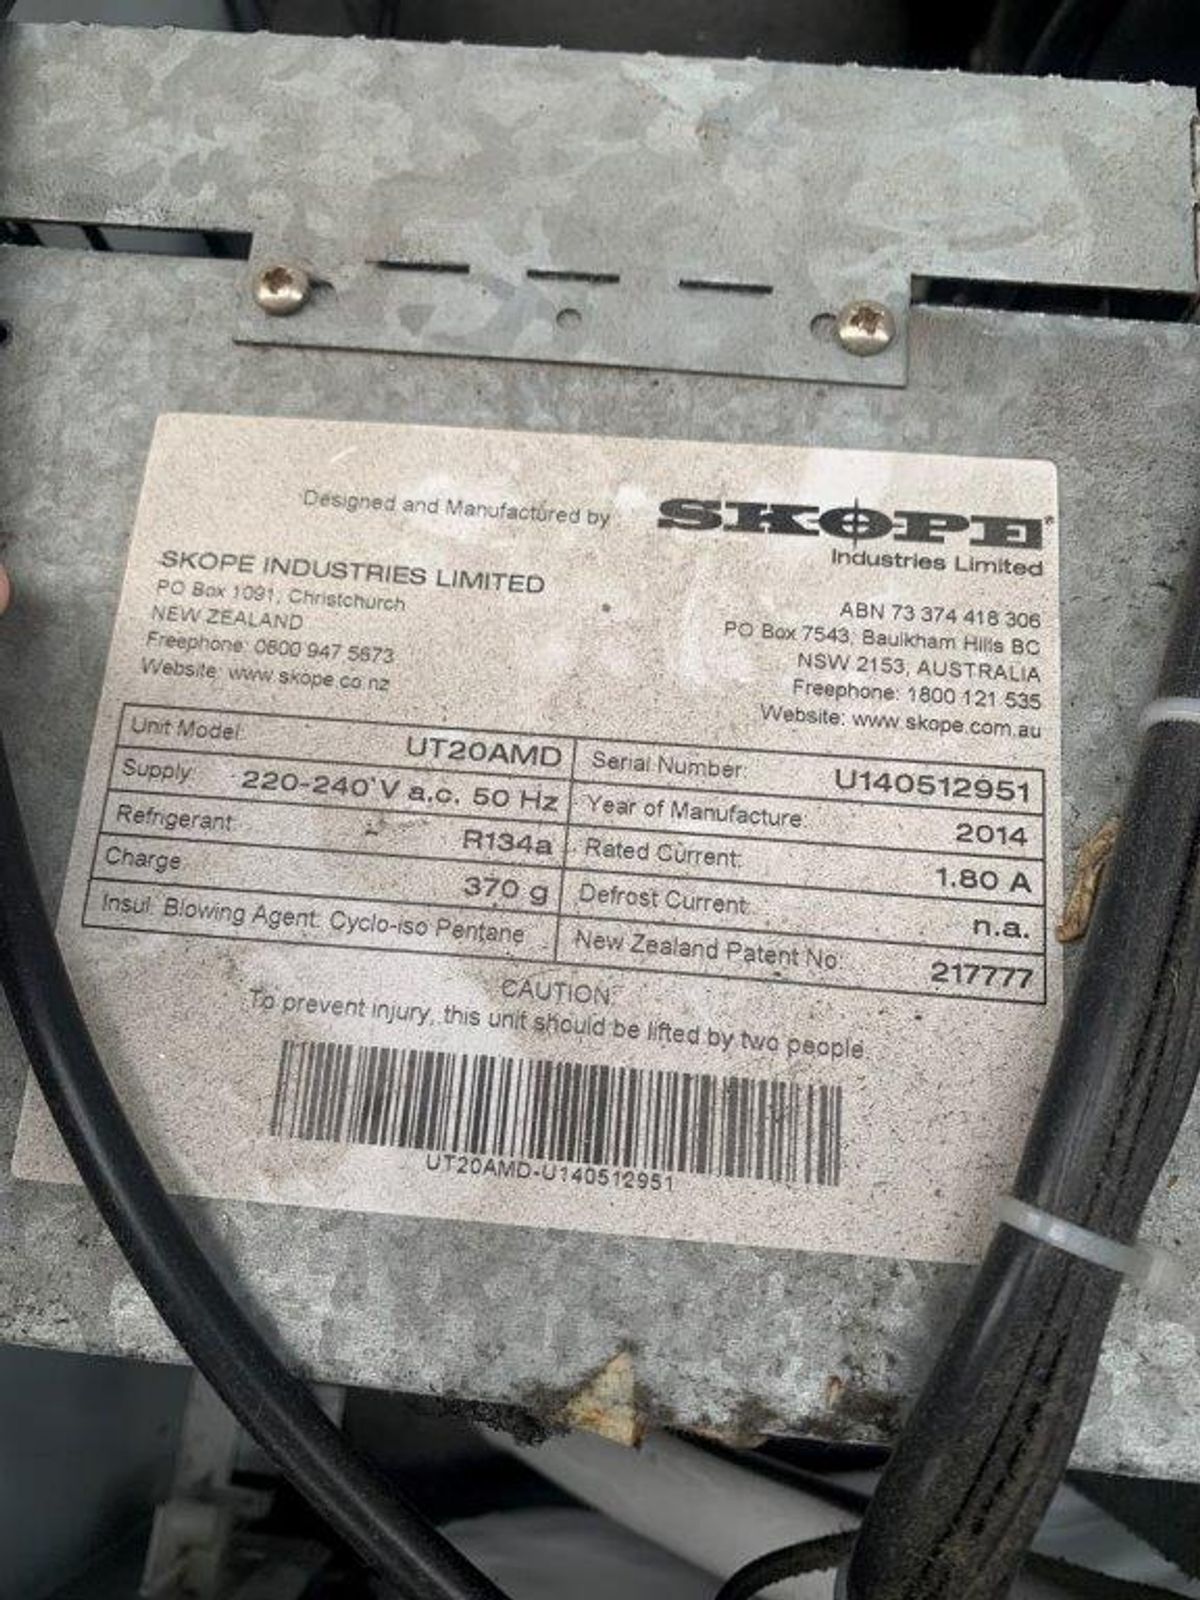 Designed and Manufactured by SKOPE®
Industries Limited
SKOPE INDUSTRIES LIMITED
PO Box 1091, Christchurch
NEW ZEALAND
Freephone: 0800 947 5673
Website: www.skope.co.nz
ABN 73 374 418 306
PO Box 7543, Baulkham Hills BC
NSW 2153, AUSTRALIA
Freephone: 1800 121 535
Website: www.skope.com.au
Unit Model: UT20AMD
Serial Number: U140512951
Supply: 220-240 V a.c. 50 Hz
Year of Manufacture: 2014
Refrigerant: R134a
Rated Current: 1.80 A
Charge: 370 g
Defrost Current: n.a.
Insul. Blowing Agent: Cyclo-iso Pentane
New Zealand Patent No: 217777
CAUTION:
To prevent injury, this unit should be lifted by two people
UT20AMD-U140512951